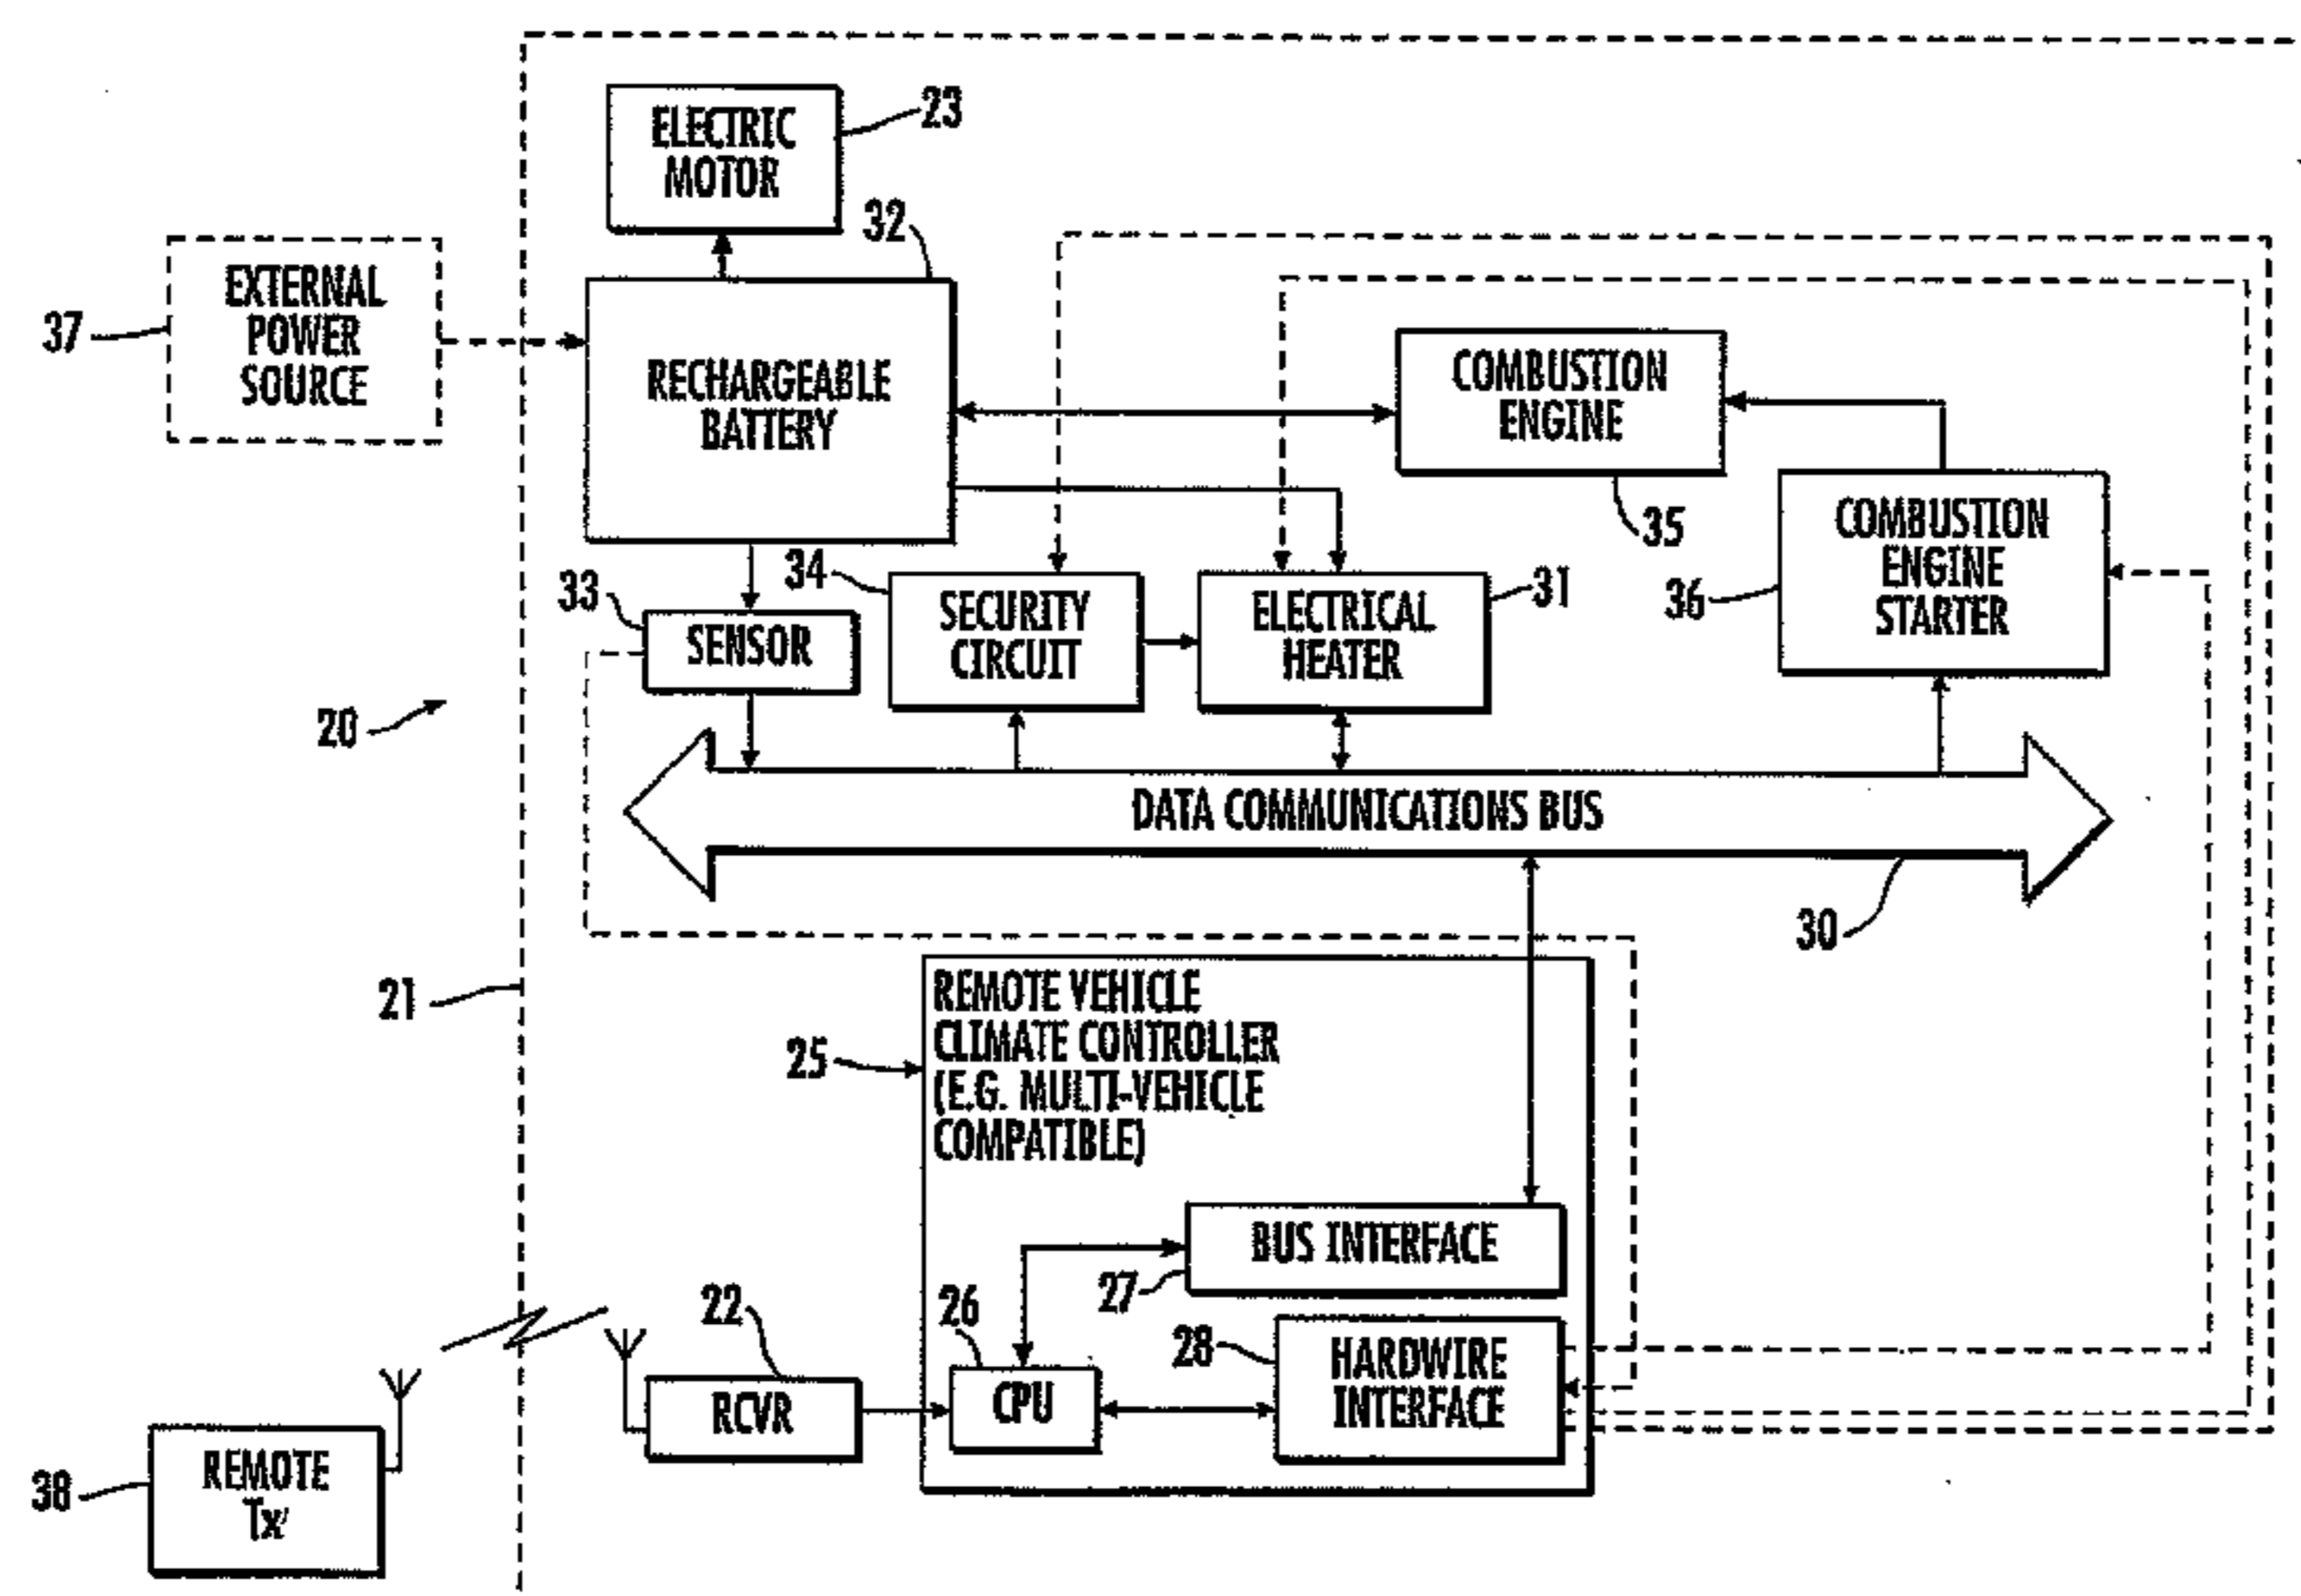 ELECTRIC
MOTOR
23
32
EXTERNAL
POWER
SOURCE
37
RECHARGEABLE
BATTERY
COMBUSTION
ENGINE
35
COMBUSTION
ENGINE
STARTER
36
33
SENSOR
34
SECURITY
CIRCUIT
ELECTRICAL
HEATER
31
20
DATA COMMUNICATIONS BUS
30
21
25
REMOTE VEHICLE
CLIMATE CONTROLLER
(E.G. MULTI-VEHICLE
COMPATIBLE)
BUS INTERFACE
27
22
RCVR
26
CPU
28
HARDWIRE
INTERFACE
38
REMOTE
Tx